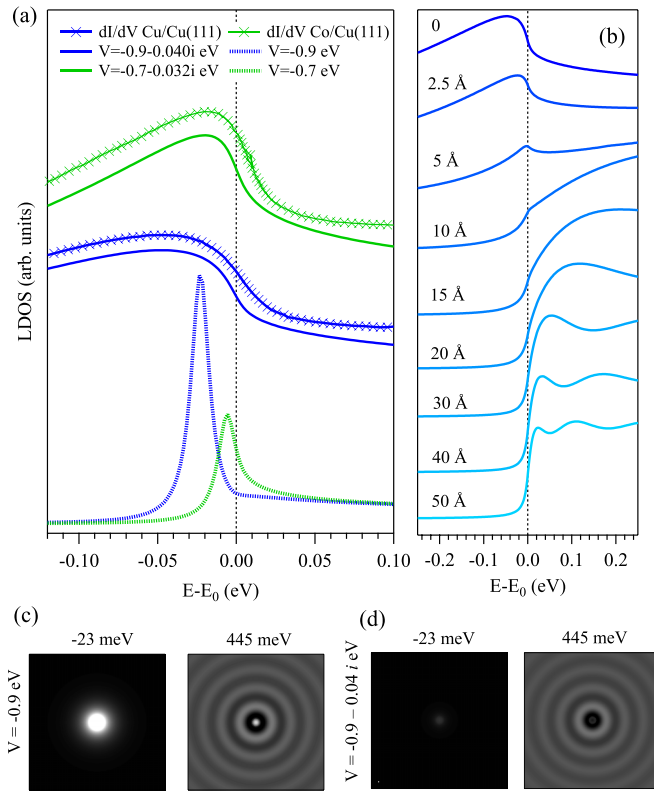 (a)
dI/dV Cu/Cu(111)
dI/dV Co/Cu(111)
V=-0.9-0.040i eV
V=-0.9 eV
V=-0.7-0.032i eV
V=-0.7 eV
LDOS (arb. units)
-0.10
-0.05
0.00
0.05
0.10
E-E₀ (eV)
(b)
0
2.5 Å
5 Å
10 Å
15 Å
20 Å
30 Å
40 Å
50 Å
-0.2
-0.1
0.0
0.1
0.2
E-E₀ (eV)
(c)
-23 meV
445 meV
V = -0.9 eV
(d)
-23 meV
445 meV
V = -0.9 – 0.04 i eV